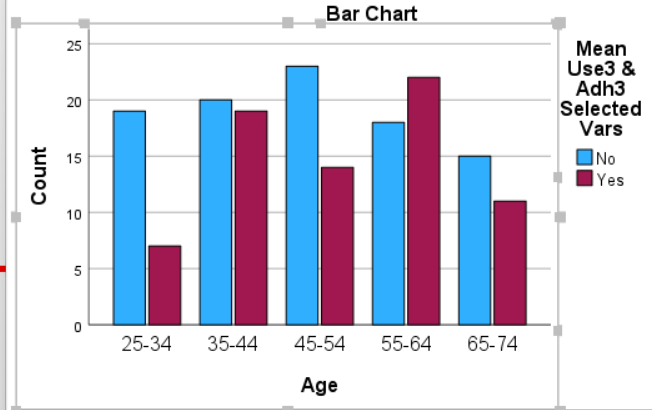 Bar Chart
25
20
15
10
5
0
Count
25-34 35-44 45-54 55-64 65-74
Age
Mean
Use3 &
Adh3
Selected
Vars
No
Yes